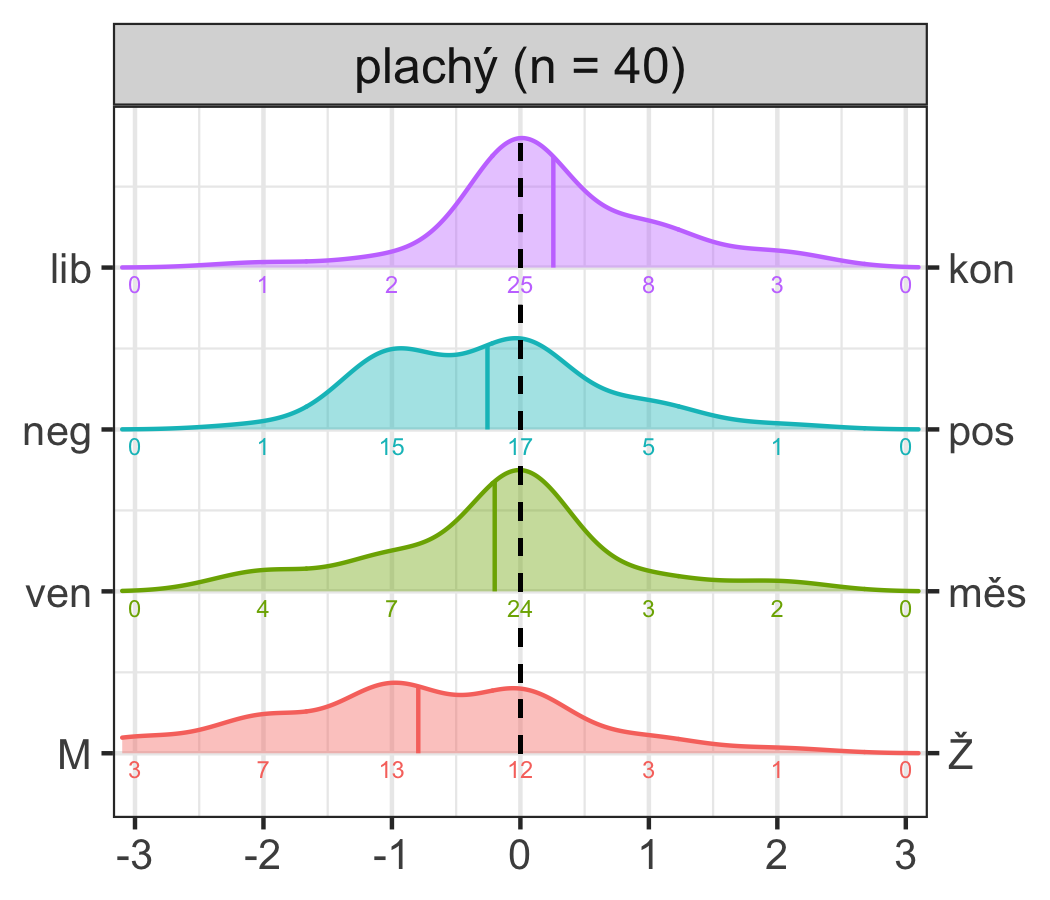 plachý (n = 40)
lib kon
0 1 2 25 8 3 0
neg pos
0 1 15 17 5 1 0
ven měs
0 4 7 24 3 2 0
M Ž
3 7 13 12 3 1 0
-3 -2 -1 0 1 2 3